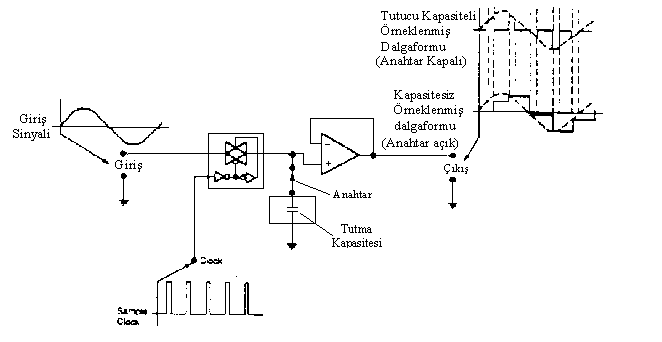 Tutucu Kapasiteli
Örneklenmiş
Dalgaformu
(Anahtar Kapalı)
Kapasitesiz
Örneklenmiş
dalgaformu
(Anahtar açık)
Giriş
Sinyali
Giriş
Çıkış
Anahtar
Tutma
Kapasitesi
Clock
Sample
Clock